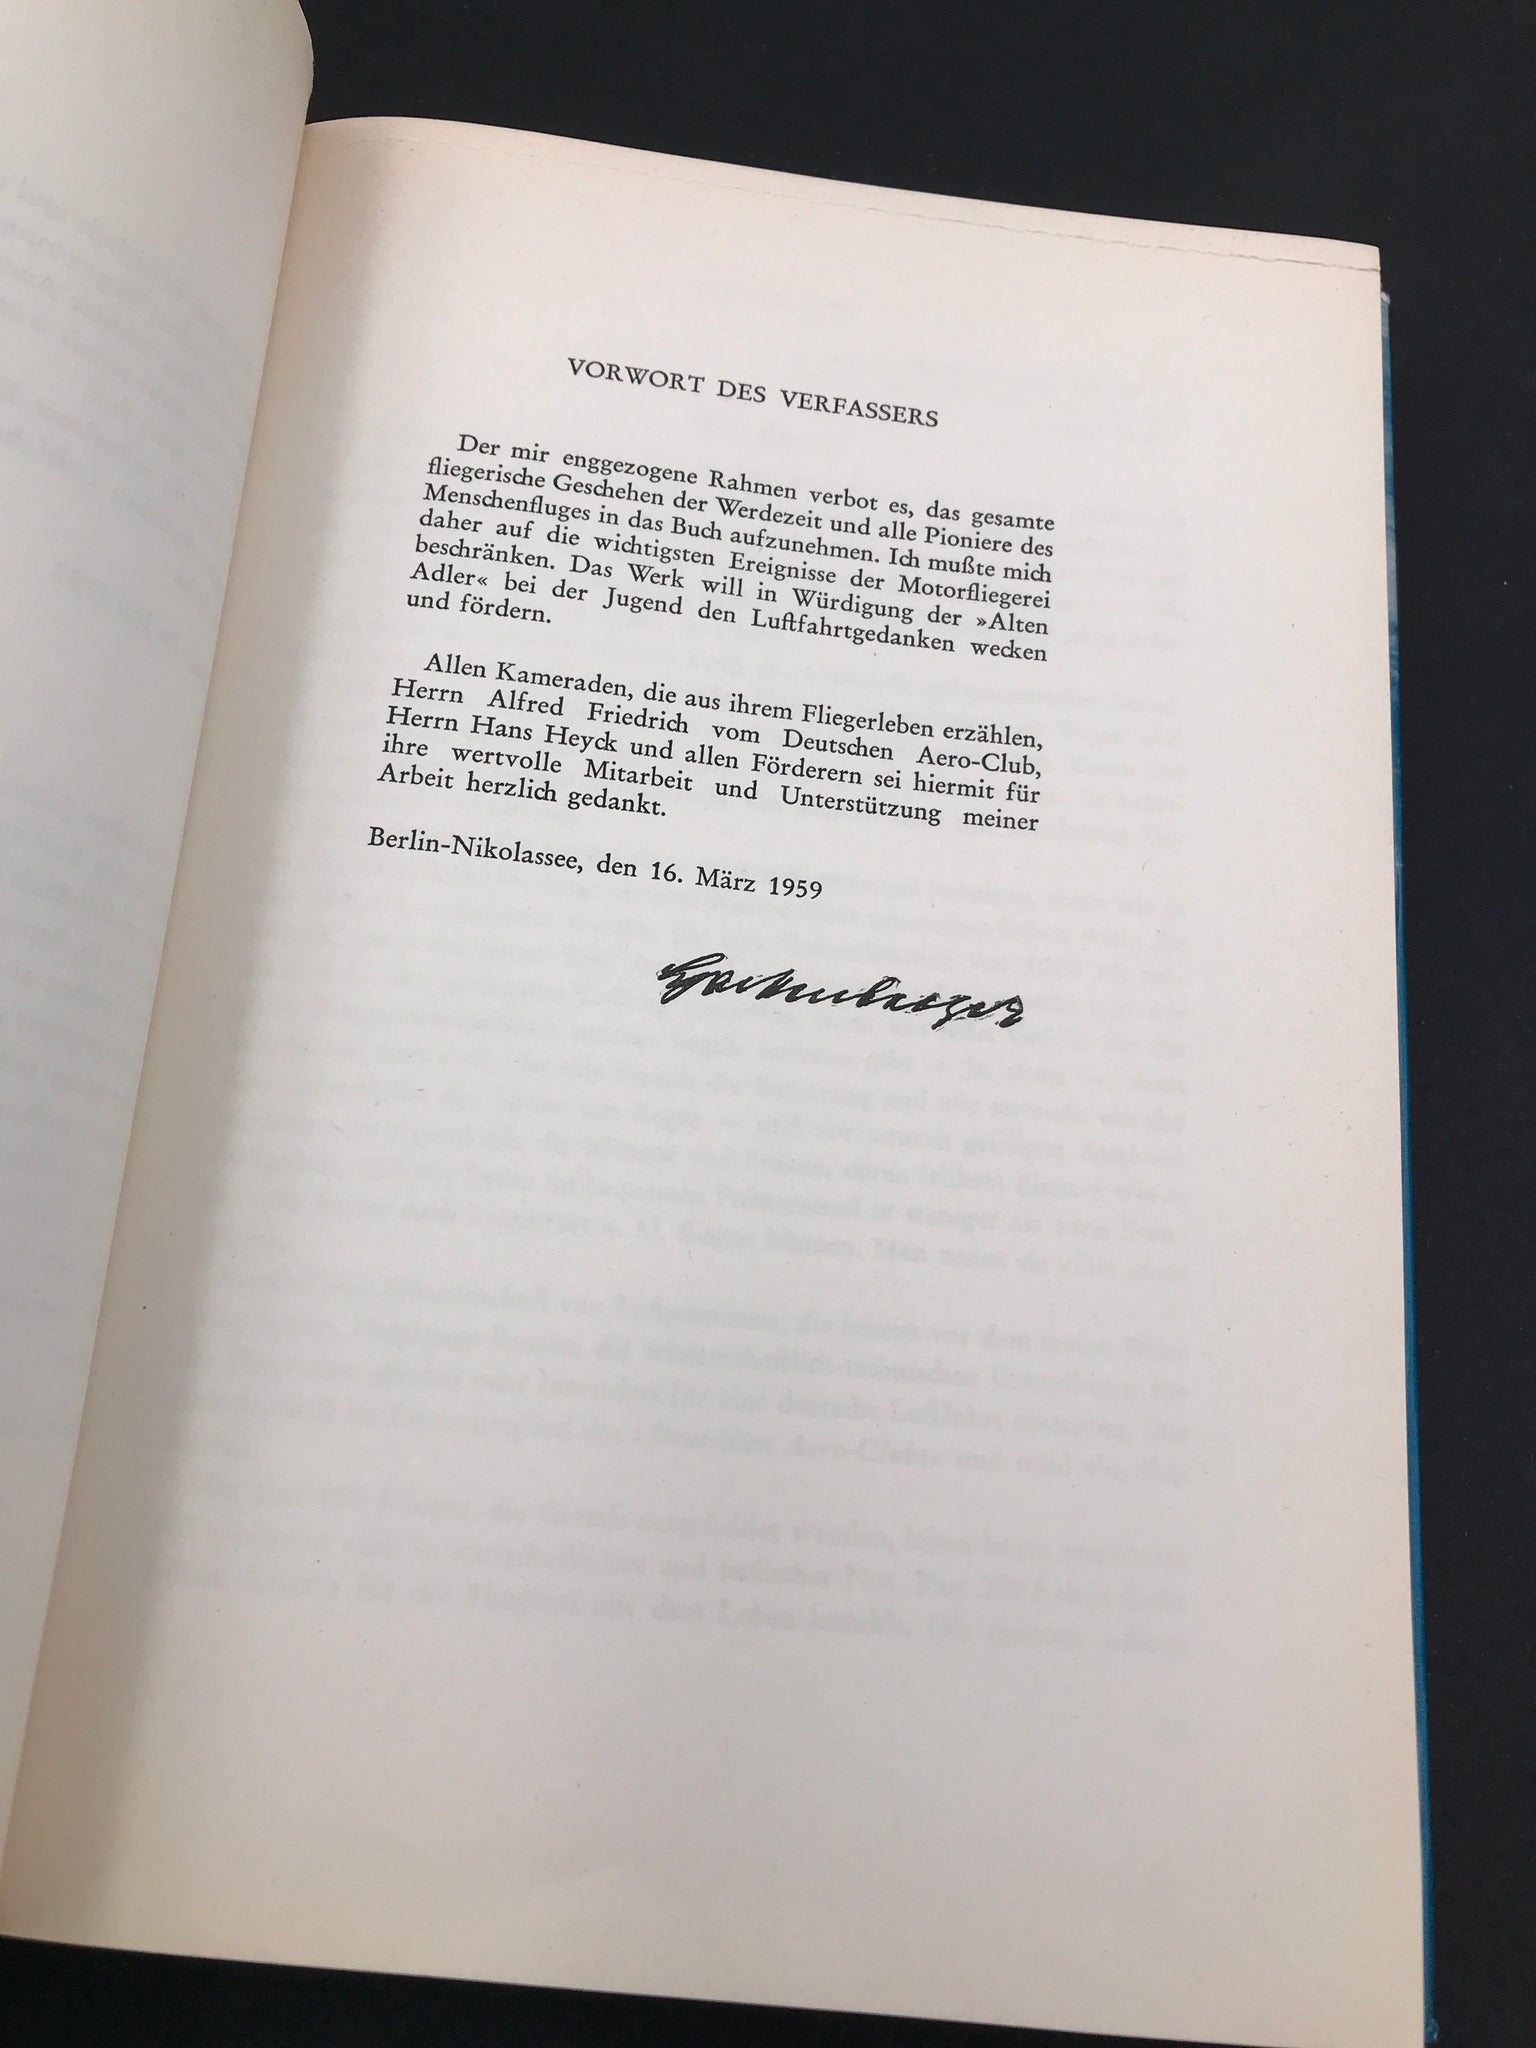 VORWORT DES VERFASSERS
Der mir enggezogene Rahmen verbot es, das gesamte
fliegerische Geschehen der Werdezeit und alle Pioniere des
Menschenfluges in das Buch aufzunehmen. Ich mußte mich
daher auf die wichtigsten Ereignisse der Motorfliegerei
beschränken. Das Werk will in Würdigung der »Alten
Adler« bei der Jugend den Luftfahrtgedanken wecken
und fördern.
Allen Kameraden, die aus ihrem Fliegerleben erzählen,
Herrn Alfred Friedrich vom Deutschen Aero-Club,
Herrn Hans Heyck und allen Förderern sei hiermit für
ihre wertvolle Mitarbeit und Unterstützung meiner
Arbeit herzlich gedankt.
Berlin-Nikolassee, den 16. März 1959